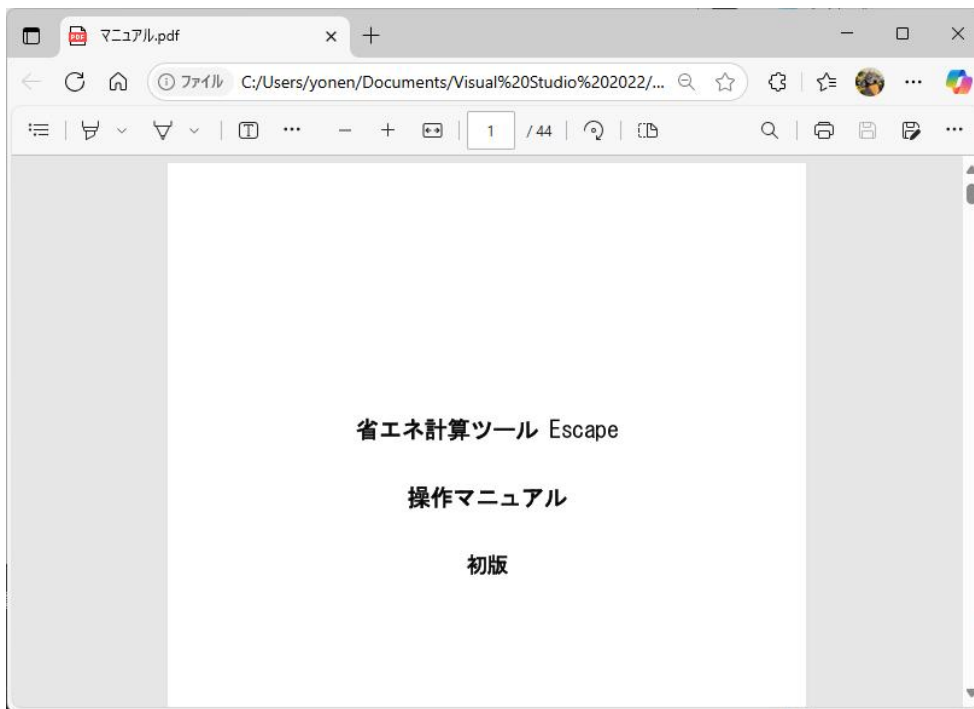 マニュアル.pdf
ファイル C:/Users/yonen/Documents/Visual%20Studio%202022/...
1 / 44
省エネ計算ツール Escape
操作マニュアル
初版